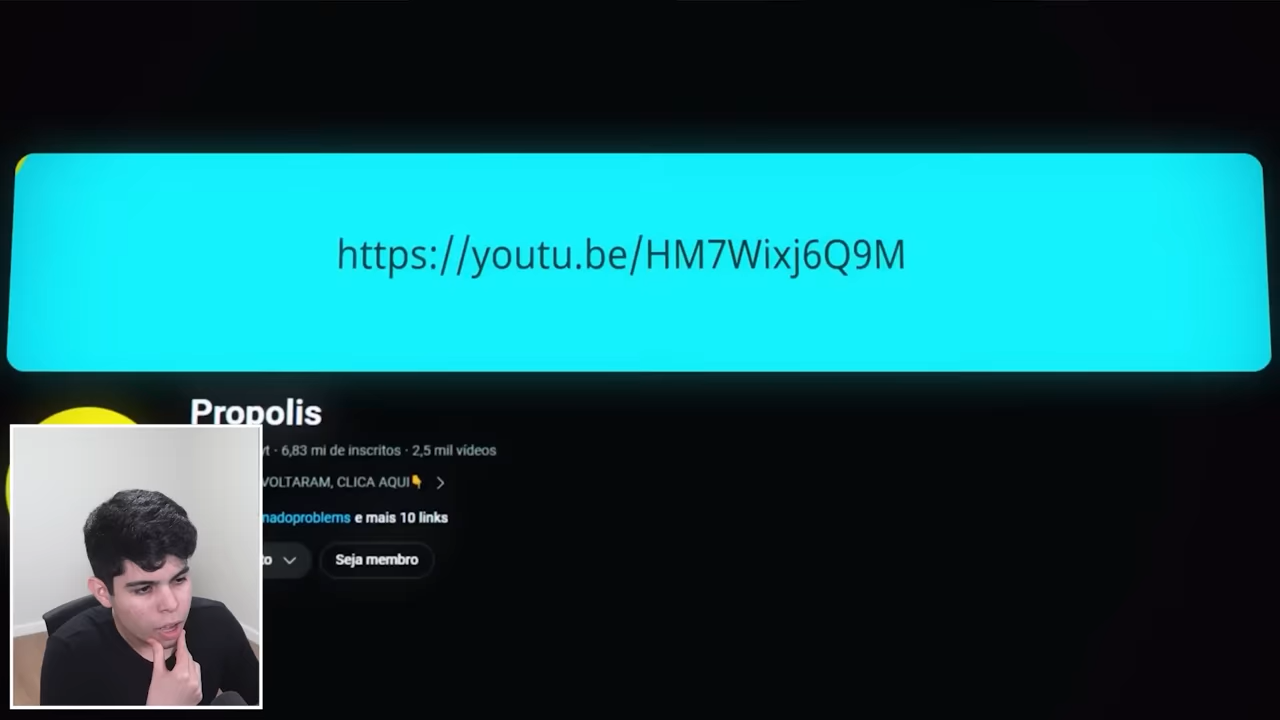 https://youtu.be/HM7Wixj6Q9M
Propolis
· 6,83 mi de inscritos · 2,5 mil vídeos
VOLTARAM, CLICA AQUI👇 >
e mais 10 links
Seja membro